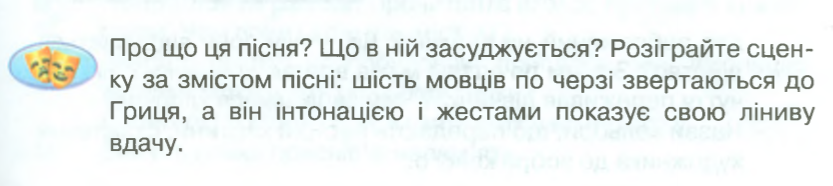 Про що ця пісня? Що в ній засуджується? Розіграйте сцен-
ку за змістом пісні: шість мовців по черзі звертаються до
Гриця, а він інтонацією і жестами показує свою ліниву
вдачу.